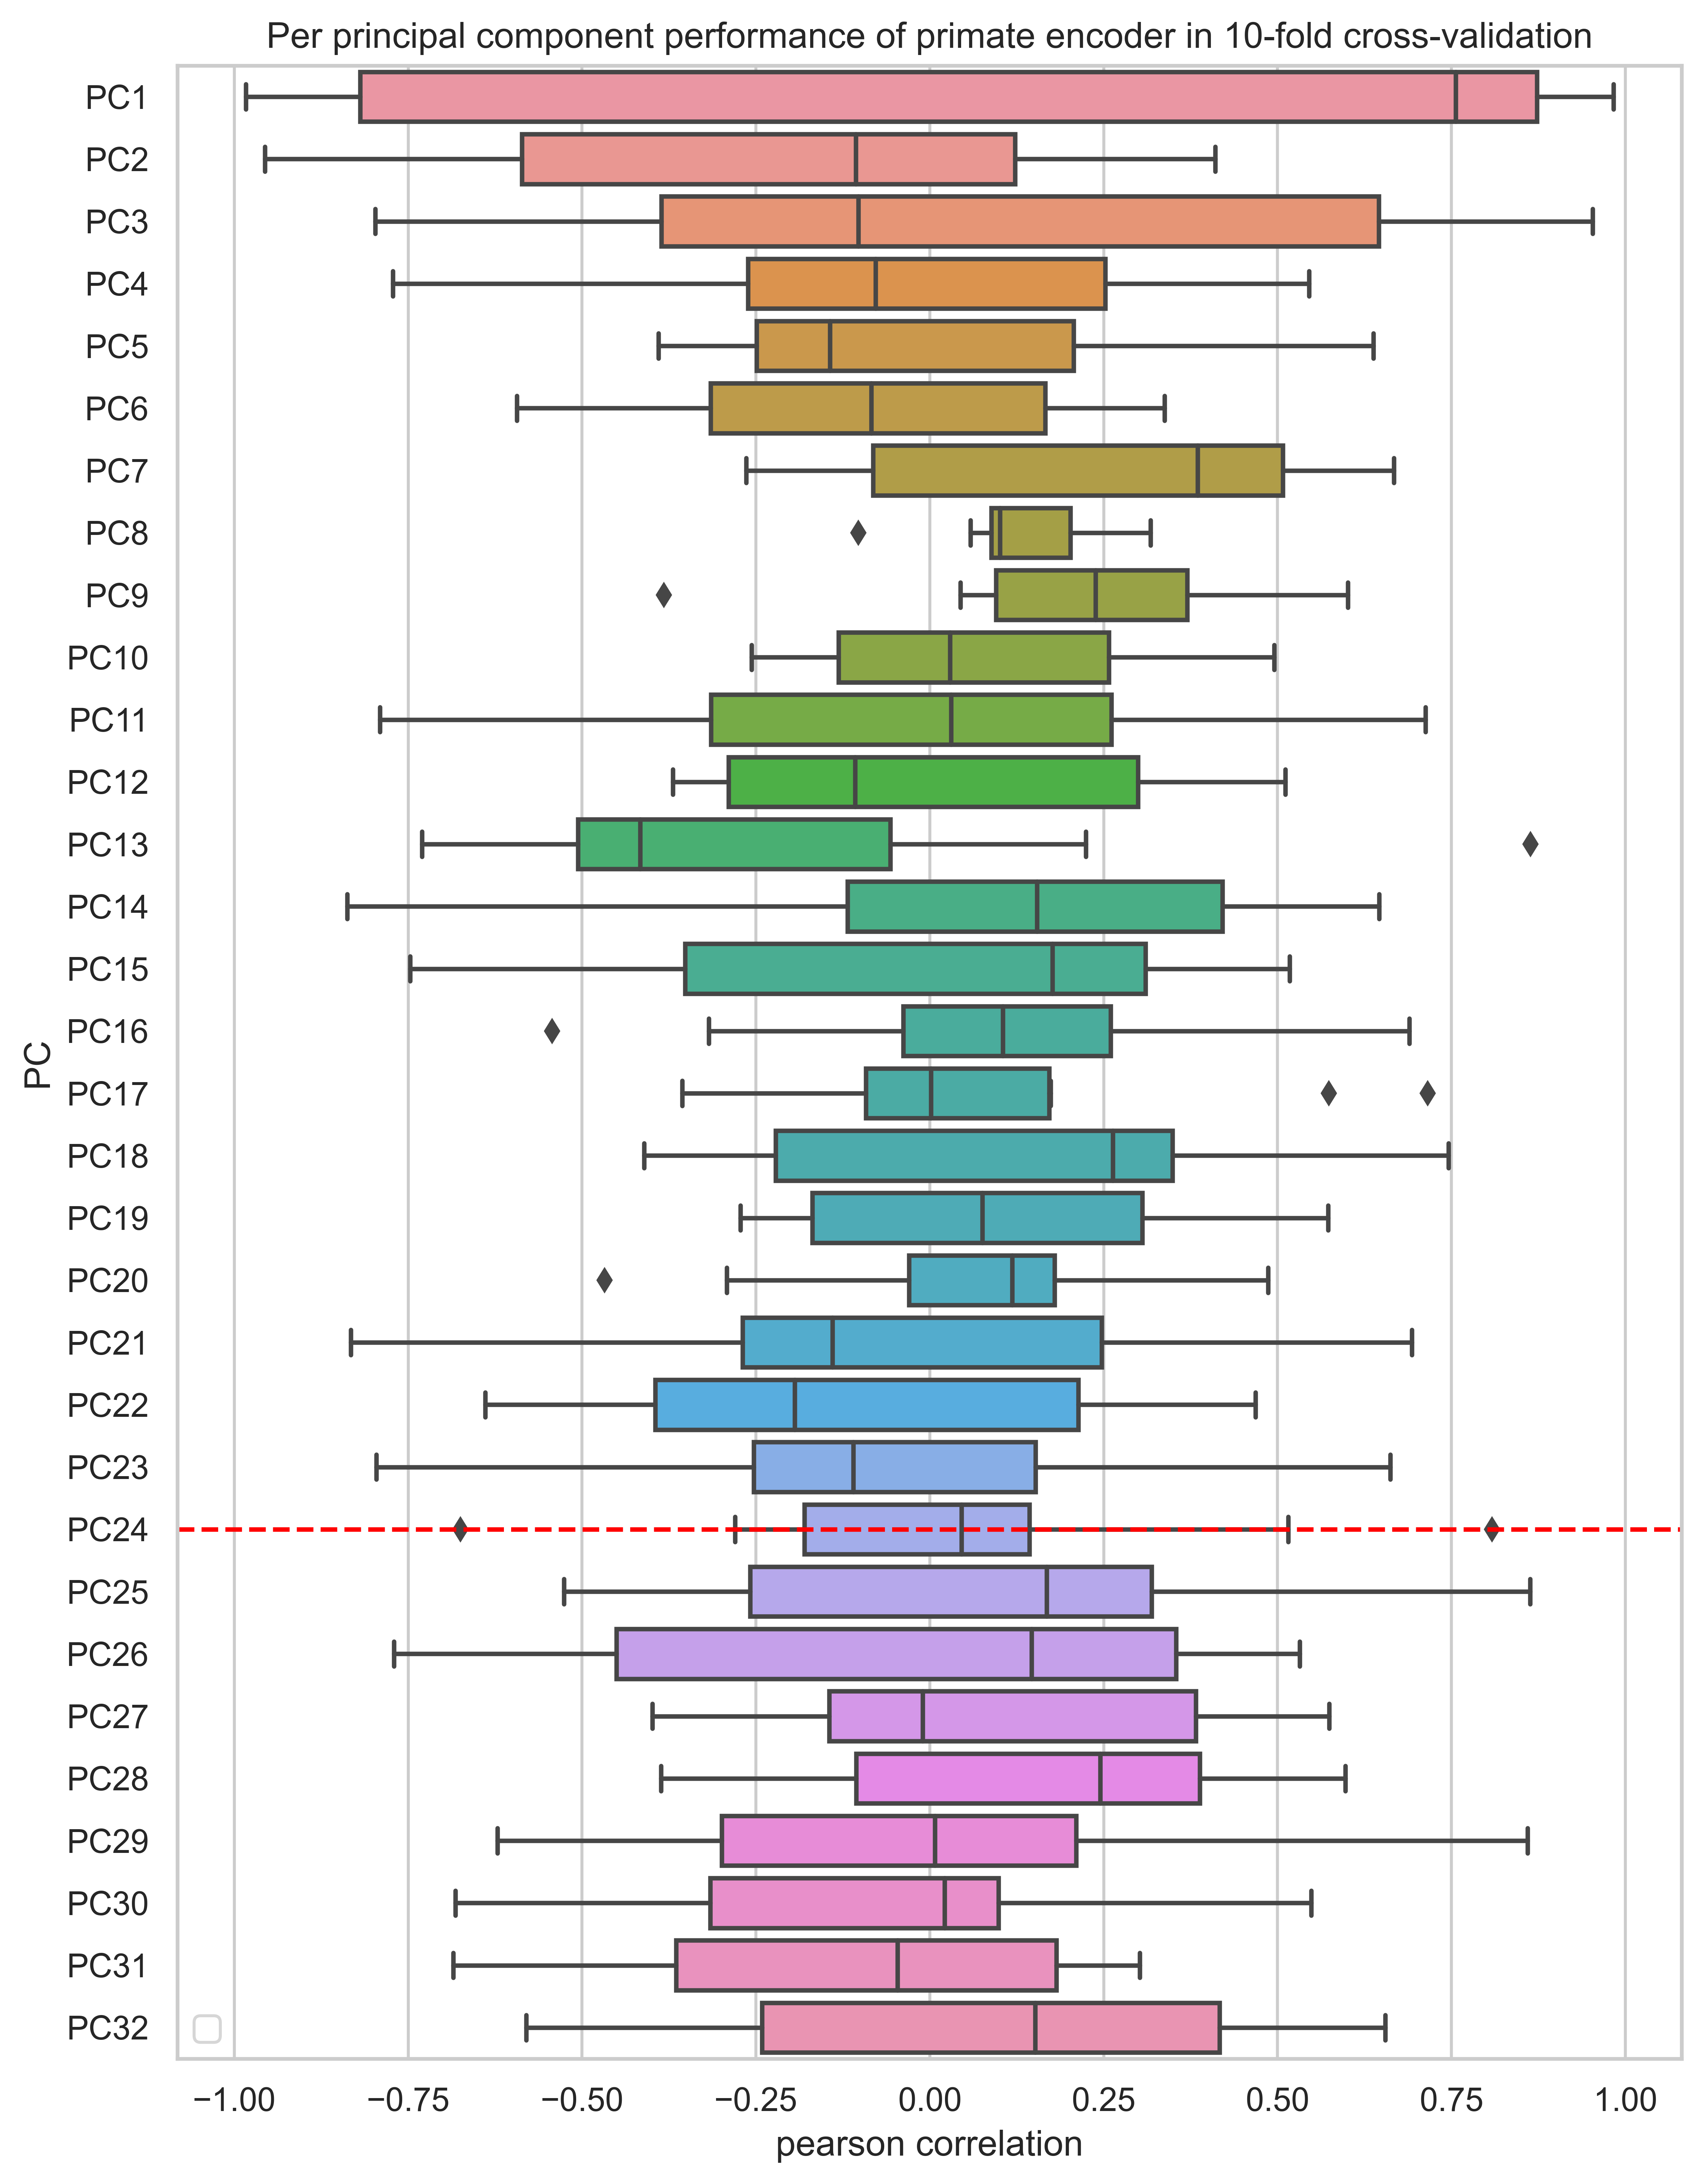 Per principal component performance of primate encoder in 10-fold cross-validation
PC1
PC2
PC3
PC4
PC5
PC6
PC7
PC8
PC9
PC10
PC11
PC12
PC13
PC14
PC15
PC16
PC17
PC18
PC19
PC20
PC21
PC22
PC23
PC24
PC25
PC26
PC27
PC28
PC29
PC30
PC31
PC32
PC
−1.00 −0.75 −0.50 −0.25 0.00 0.25 0.50 0.75 1.00
pearson correlation